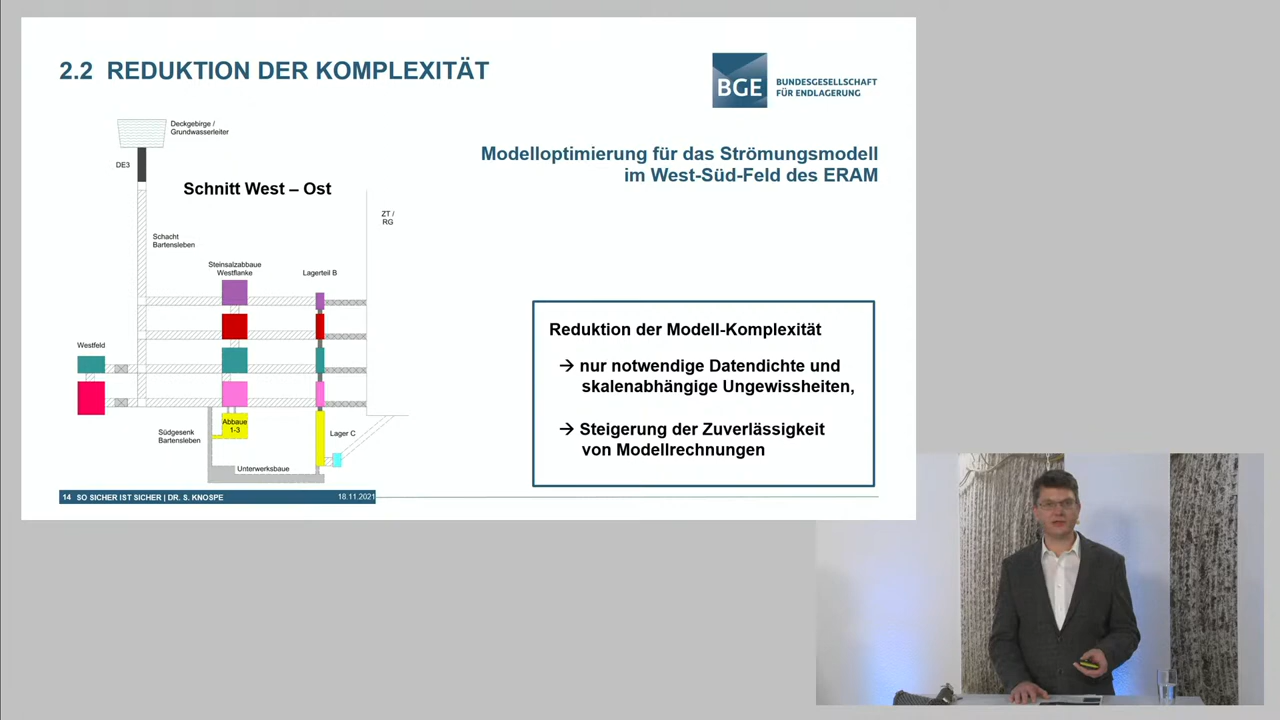 2.2 REDUKTION DER KOMPLEXITÄT
BGE
BUNDESGESELLSCHAFT
FÜR ENDLAGERUNG
Modelloptimierung für das Strömungsmodell
im West-Süd-Feld des ERAM
Deckgebirge /
Grundwasserleiter
DE3
Schnitt West – Ost
ZT /
RG
Schacht
Bartensleben
Steinsalzabbaue
Westflanke
Lagerteil B
Westfeld
Abbaue
1-3
Südgesenk
Bartensleben
Lager C
Unterwerksbaue
Reduktion der Modell-Komplexität
→ nur notwendige Datendichte und
skalenabhängige Ungewissheiten,
→ Steigerung der Zuverlässigkeit
von Modellrechnungen
14 SO SICHER IST SICHER | DR. S. KNOSPE 18.11.2021